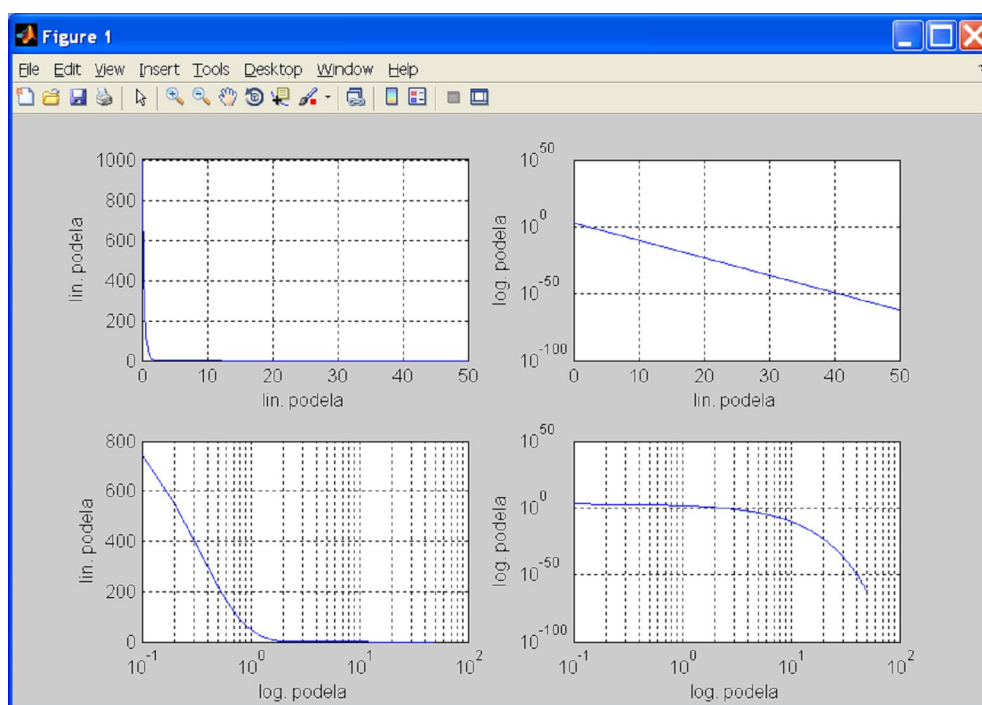 Figure 1
File Edit View Insert Tools Desktop Window Help
1000
800
600
400
200
0
lin. podela
0 10 20 30 40 50
lin. podela
10^50
10^0
10^-50
10^-100
log. podela
0 10 20 30 40 50
lin. podela
800
600
400
200
0
lin. podela
10^-1 10^0 10^1 10^2
log. podela
10^50
10^0
10^-50
10^-100
log. podela
10^-1 10^0 10^1 10^2
log. podela